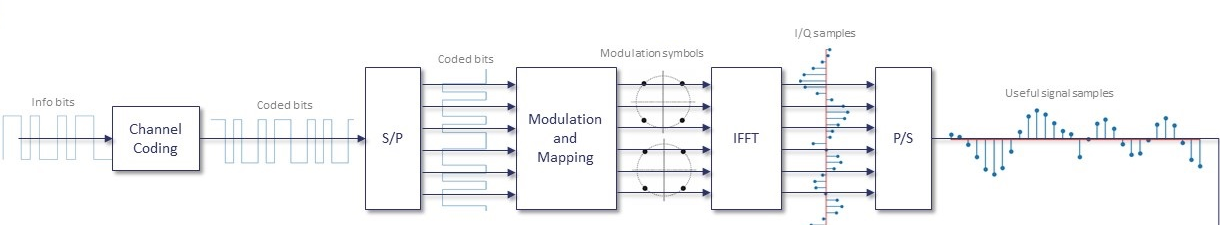 Info bits
Channel
Coding
Coded bits
S/P
Coded bits
Modulation
and
Mapping
Modulation symbols
IFFT
I/Q samples
P/S
Useful signal samples